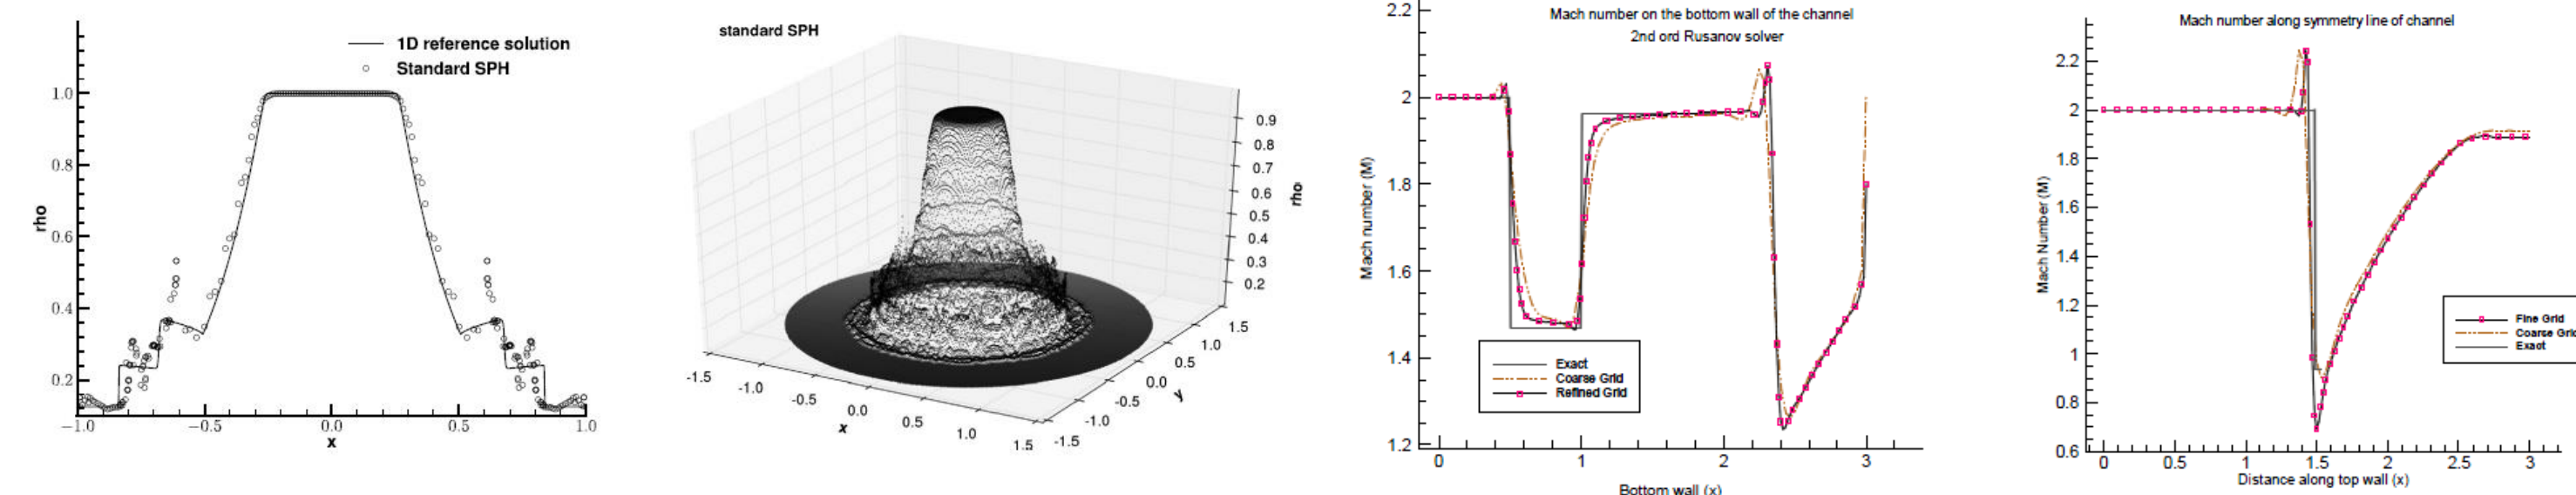 1D reference solution
Standard SPH
rho
1.0
0.8
0.6
0.4
0.2
−1.0
−0.5
0.0
0.5
1.0
x
standard SPH
0.9
0.8
0.7
0.6
0.5
0.4
0.3
0.2
rho
-1.5
-1.0
-0.5
0.0
0.5
1.0
1.5
x
1.5
1.0
0.5
0.0
-0.5
-1.0
-1.5
y
Mach number on the bottom wall of the channel
2nd ord Rusanov solver
Mach number (M)
2.2
2
1.8
1.6
1.4
1.2
Exact
Coarse Grid
Refined Grid
0
1
2
3
Bottom wall (x)
Mach number along symmetry line of channel
Mach Number (M)
2.2
2
1.8
1.6
1.4
1.2
1
0.8
0.6
Fine Grid
Coarse Grid
Exact
0
0.5
1
1.5
2
2.5
3
Distance along top wall (x)